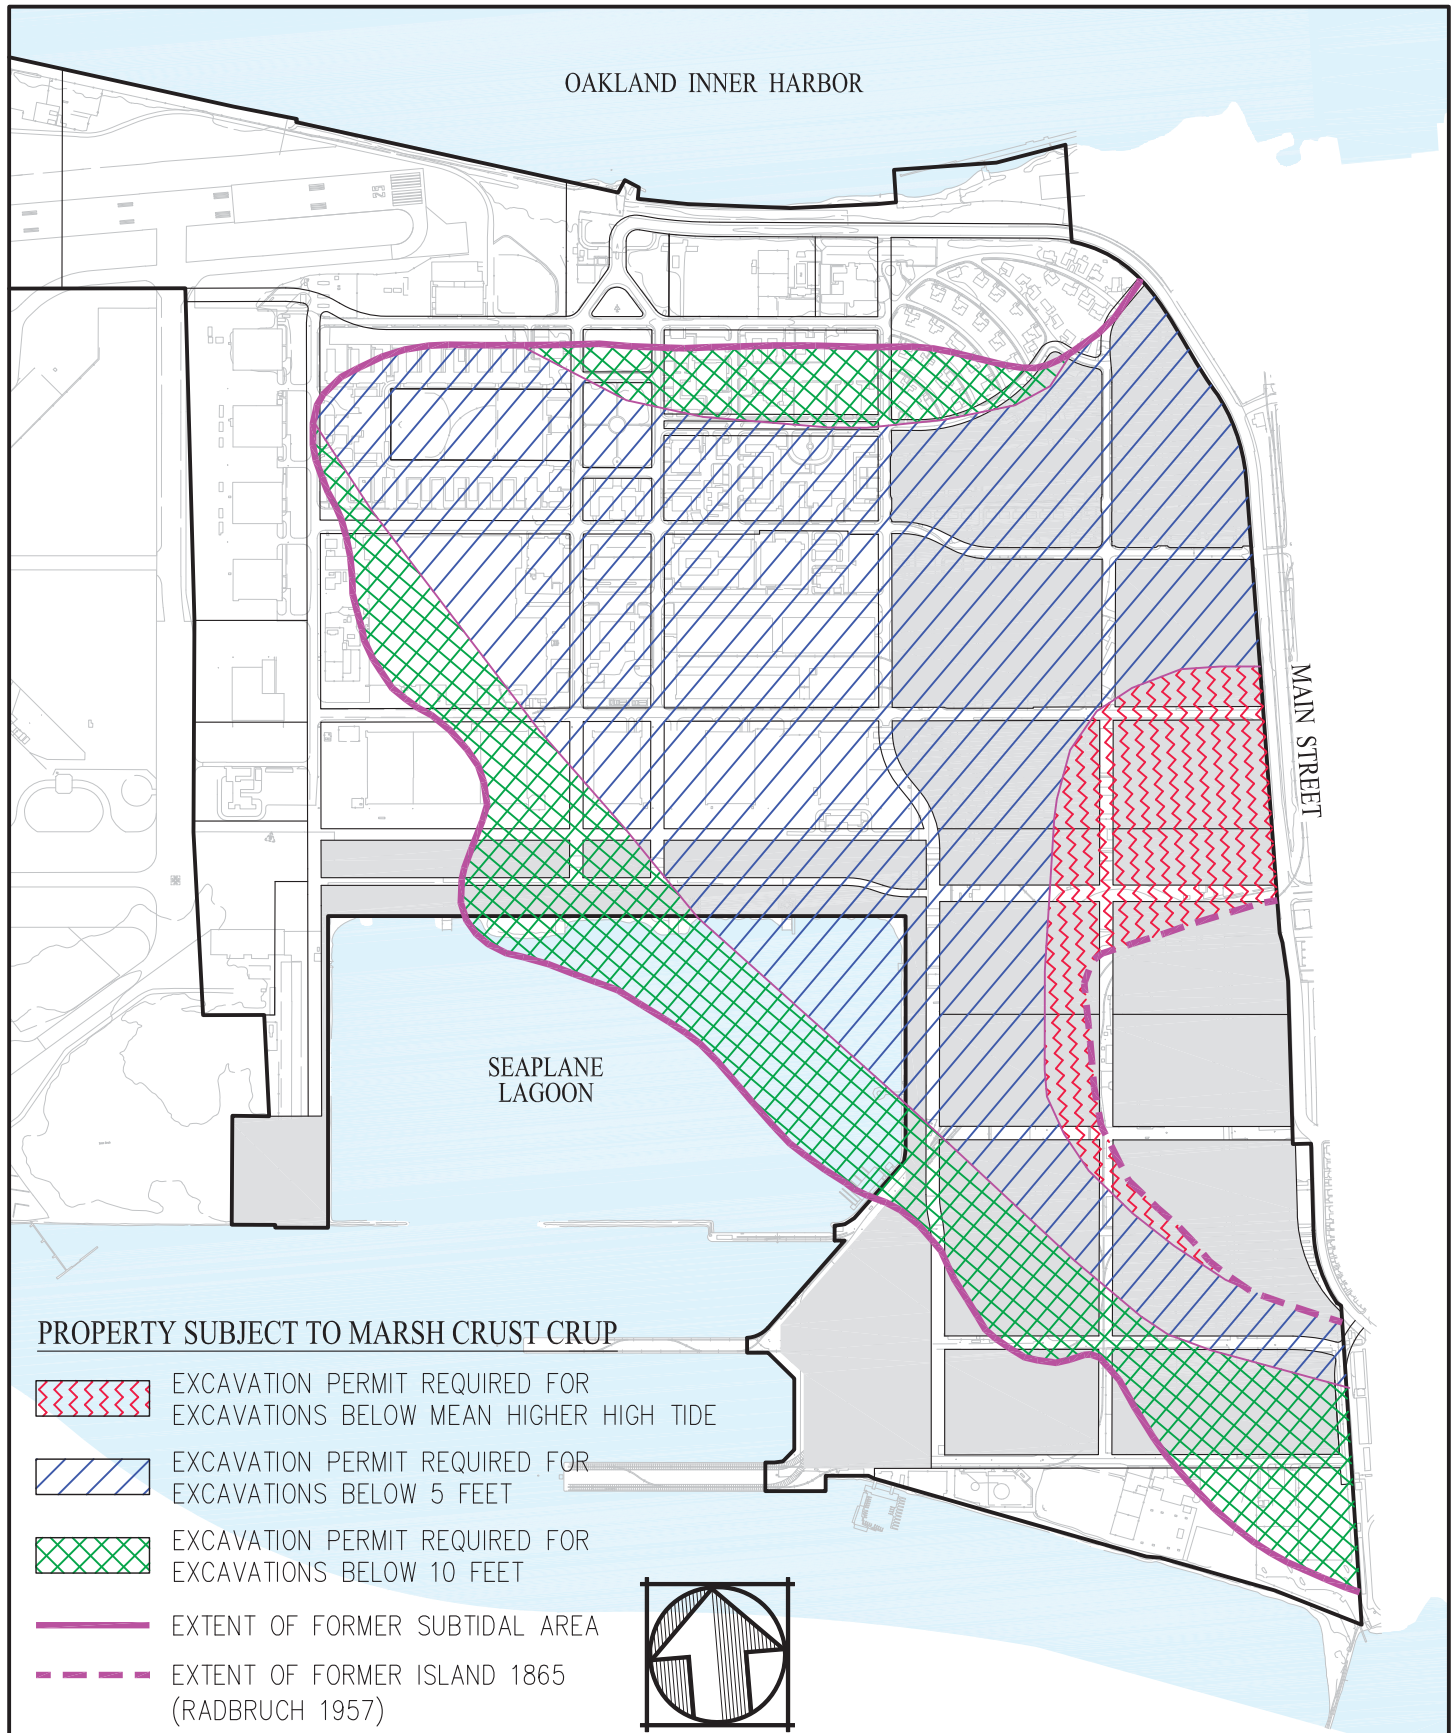 OAKLAND INNER HARBOR
MAIN STREET
SEAPLANE
LAGOON
PROPERTY SUBJECT TO MARSH CRUST CRUP
EXCAVATION PERMIT REQUIRED FOR
EXCAVATIONS BELOW MEAN HIGHER HIGH TIDE
EXCAVATION PERMIT REQUIRED FOR
EXCAVATIONS BELOW 5 FEET
EXCAVATION PERMIT REQUIRED FOR
EXCAVATIONS BELOW 10 FEET
EXTENT OF FORMER SUBTIDAL AREA
EXTENT OF FORMER ISLAND 1865
(RADBRUCH 1957)